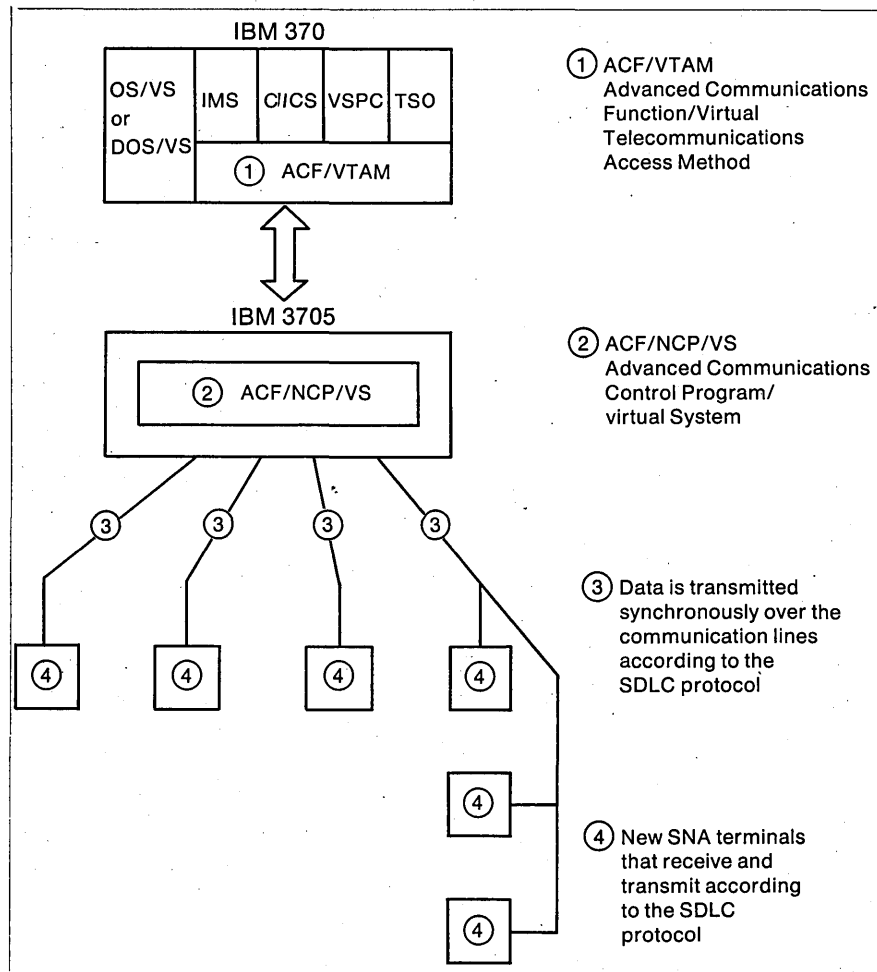 IBM 370
OS/VS
or
DOS/VS
IMS
C/ICS
VSPC
TSO
1 ACF/VTAM
1 ACF/VTAM
Advanced Communications
Function/Virtual
Telecommunications
Access Method
IBM 3705
2 ACF/NCP/VS
2 ACF/NCP/VS
Advanced Communications
Control Program/
virtual System
3
3
3
3
3 Data is transmitted
synchronously over the
communication lines
according to the
SDLC protocol
4
4
4
4
4
4 New SNA terminals
that receive and
transmit according
to the SDLC
protocol
4